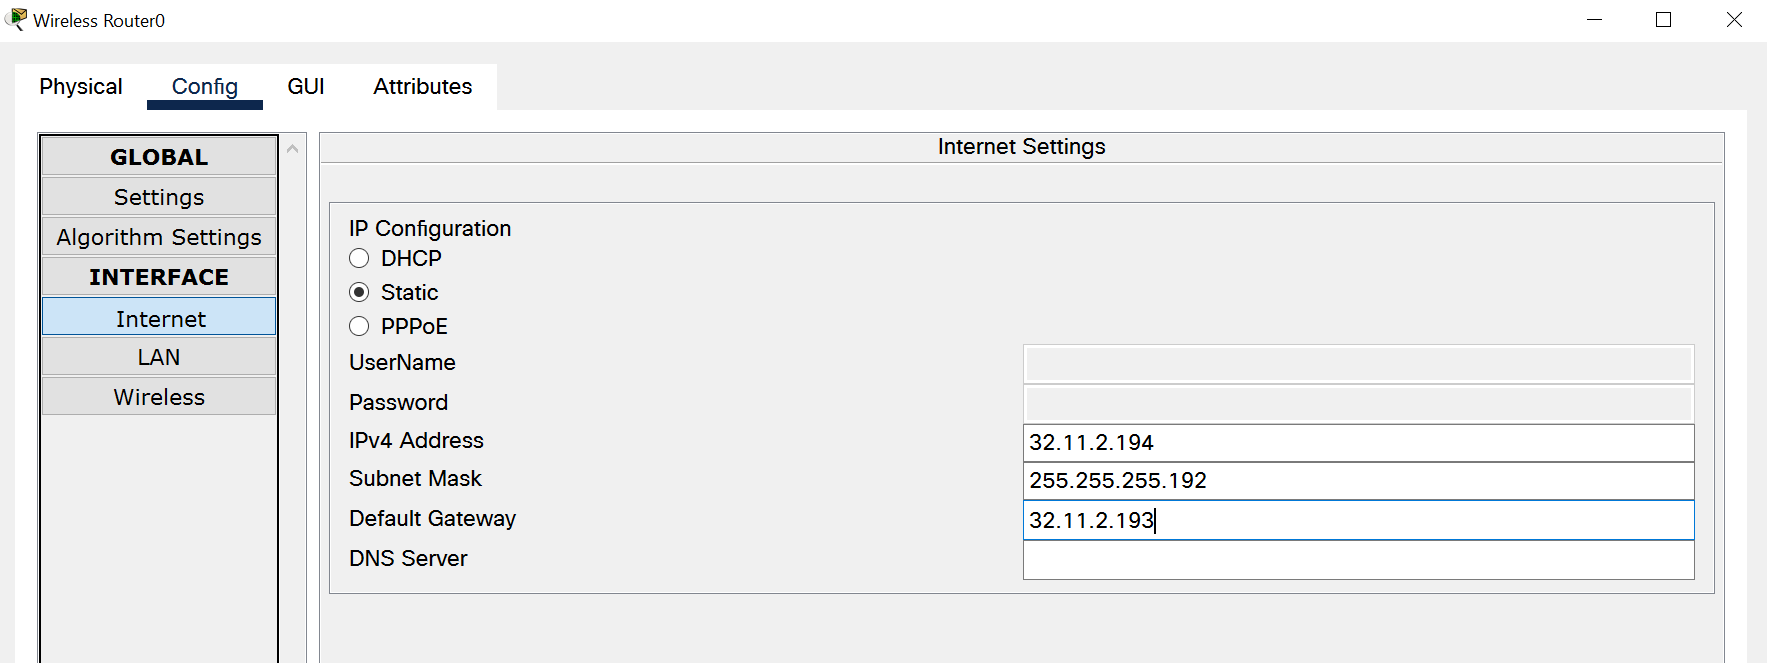 Wireless Router0
Physical Config GUI Attributes
GLOBAL
Settings
Algorithm Settings
INTERFACE
Internet
LAN
Wireless
Internet Settings
IP Configuration
DHCP
Static
PPPoE
UserName
Password
IPv4 Address 32.11.2.194
Subnet Mask 255.255.255.192
Default Gateway 32.11.2.193
DNS Server